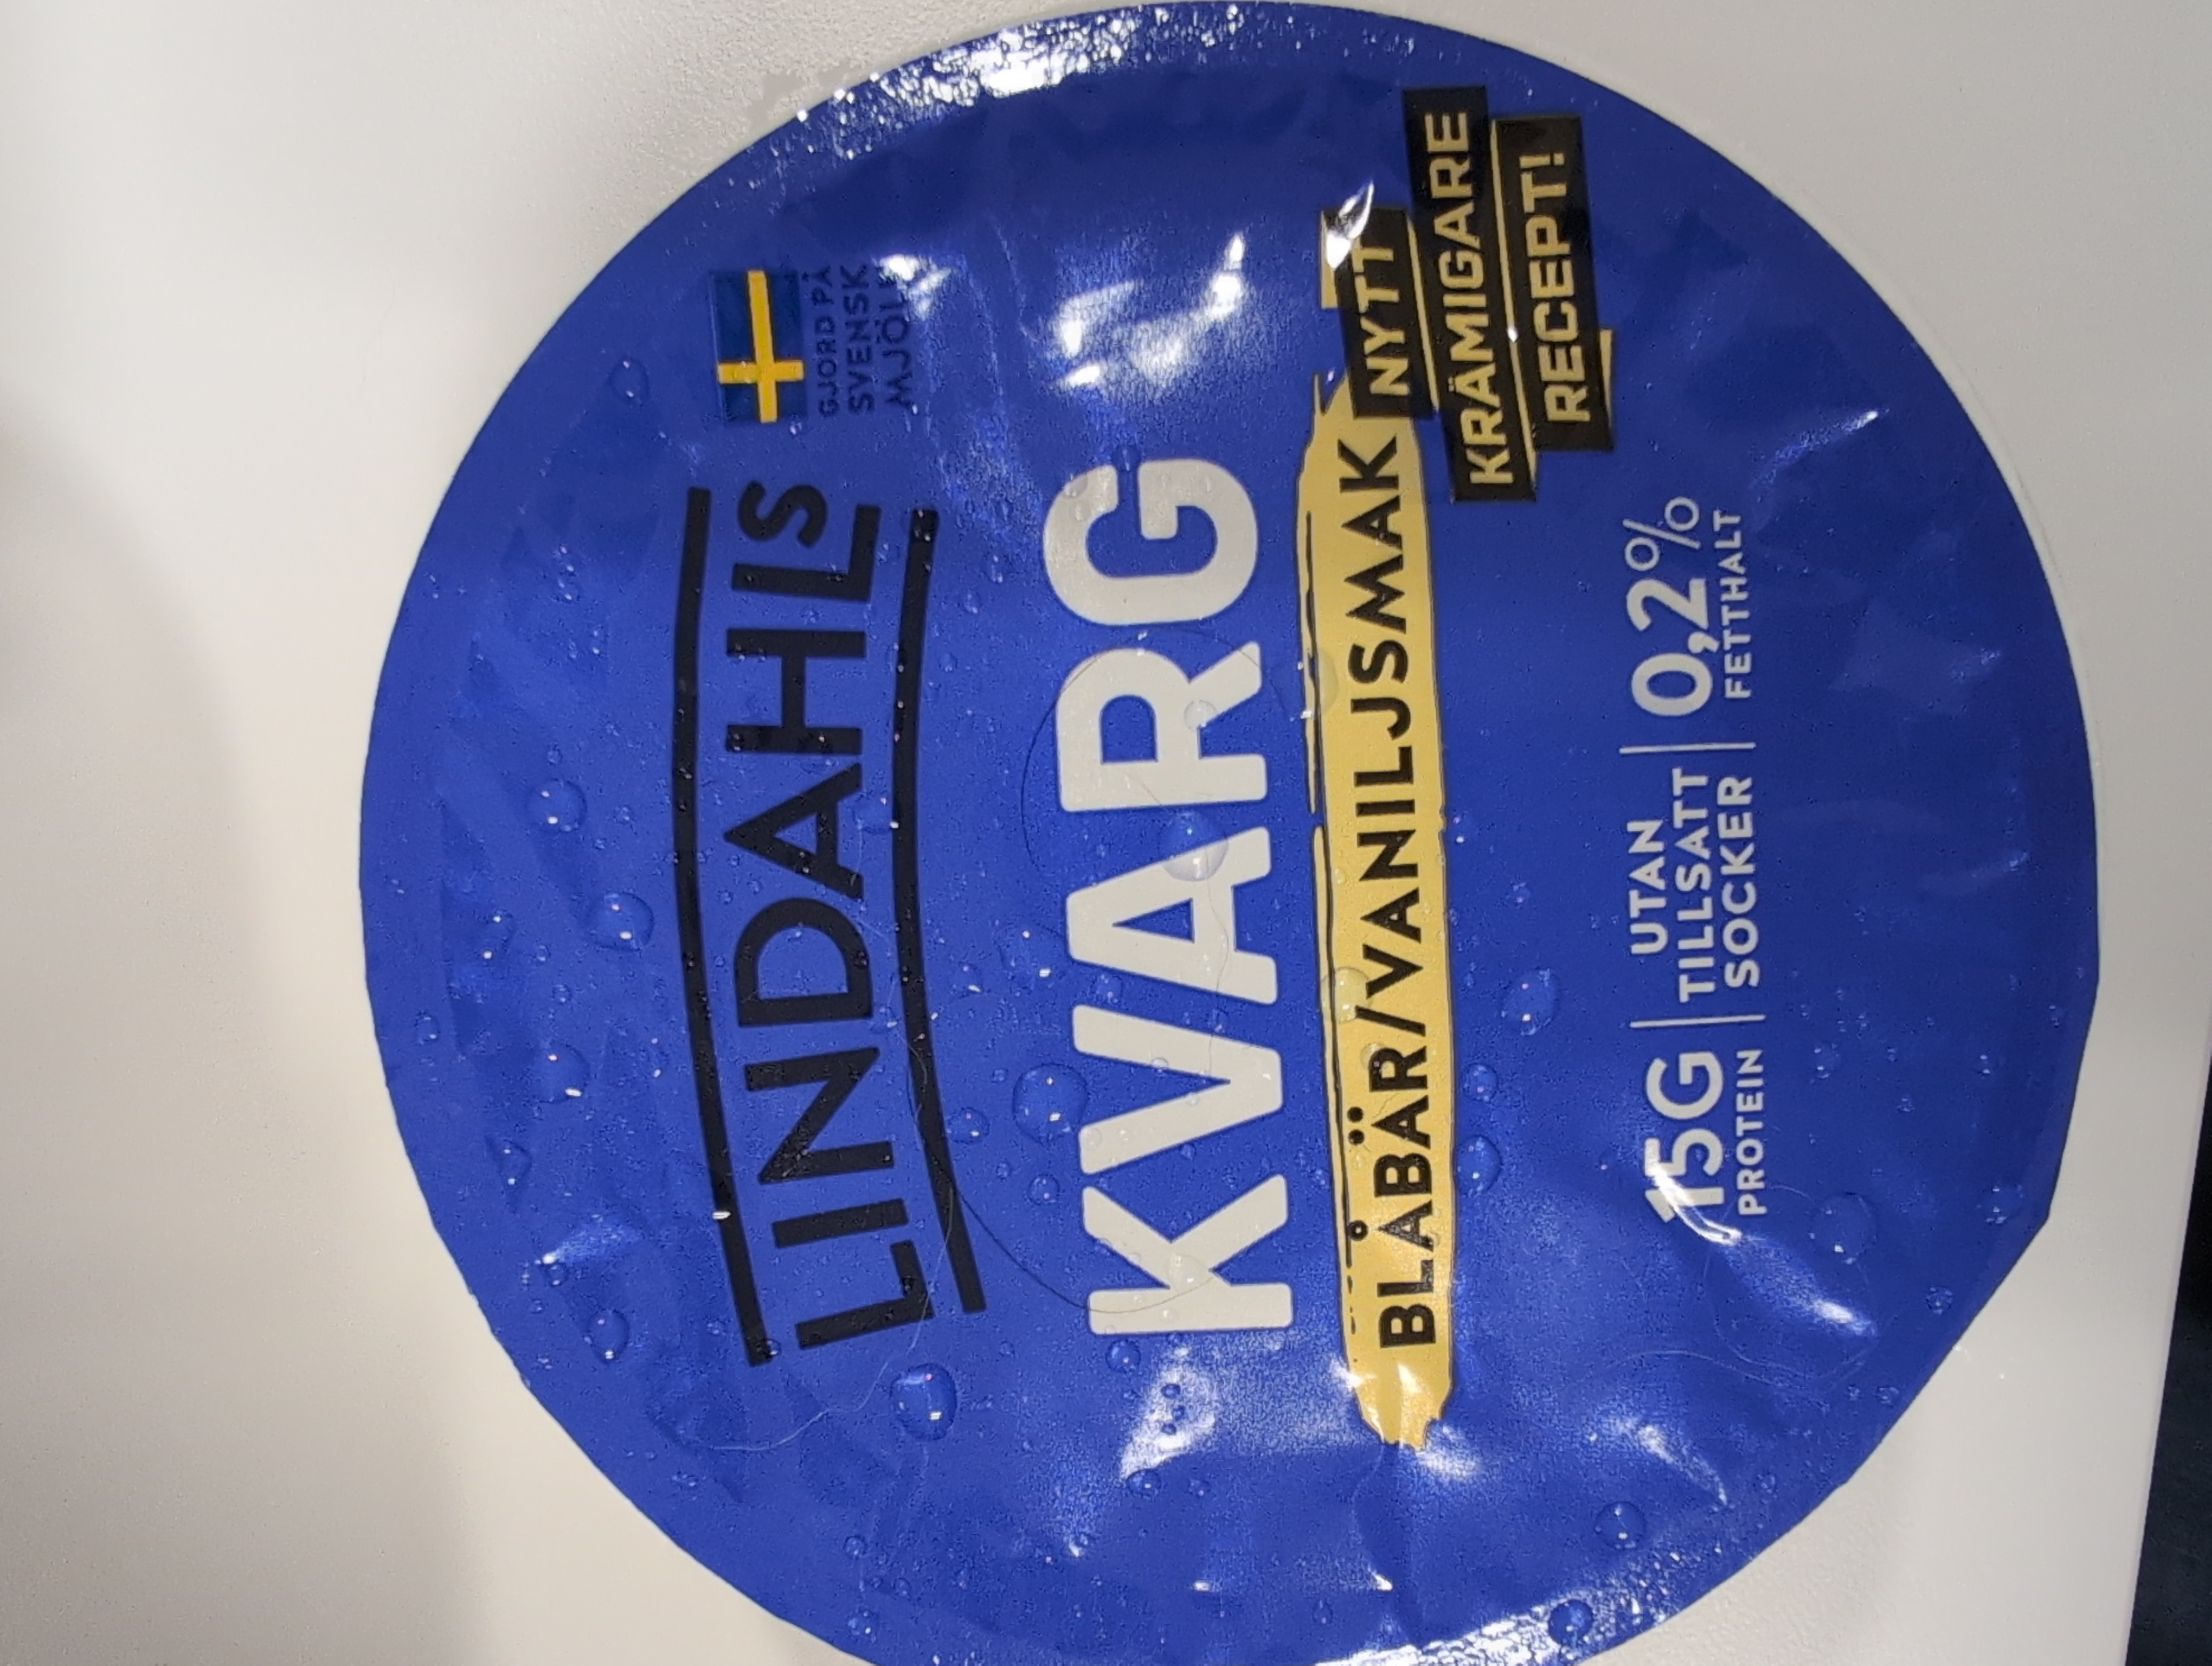 GJORD PÅ
SVENSK
MJÖLK
LINDAHLS
KVARG
BLÅBÄR/VANILJSMAK
NYTT
KRÄMIGARE
RECEPT!
15G
PROTEIN
UTAN
TILLSATT
SOCKER
0,2%
FETTHALT